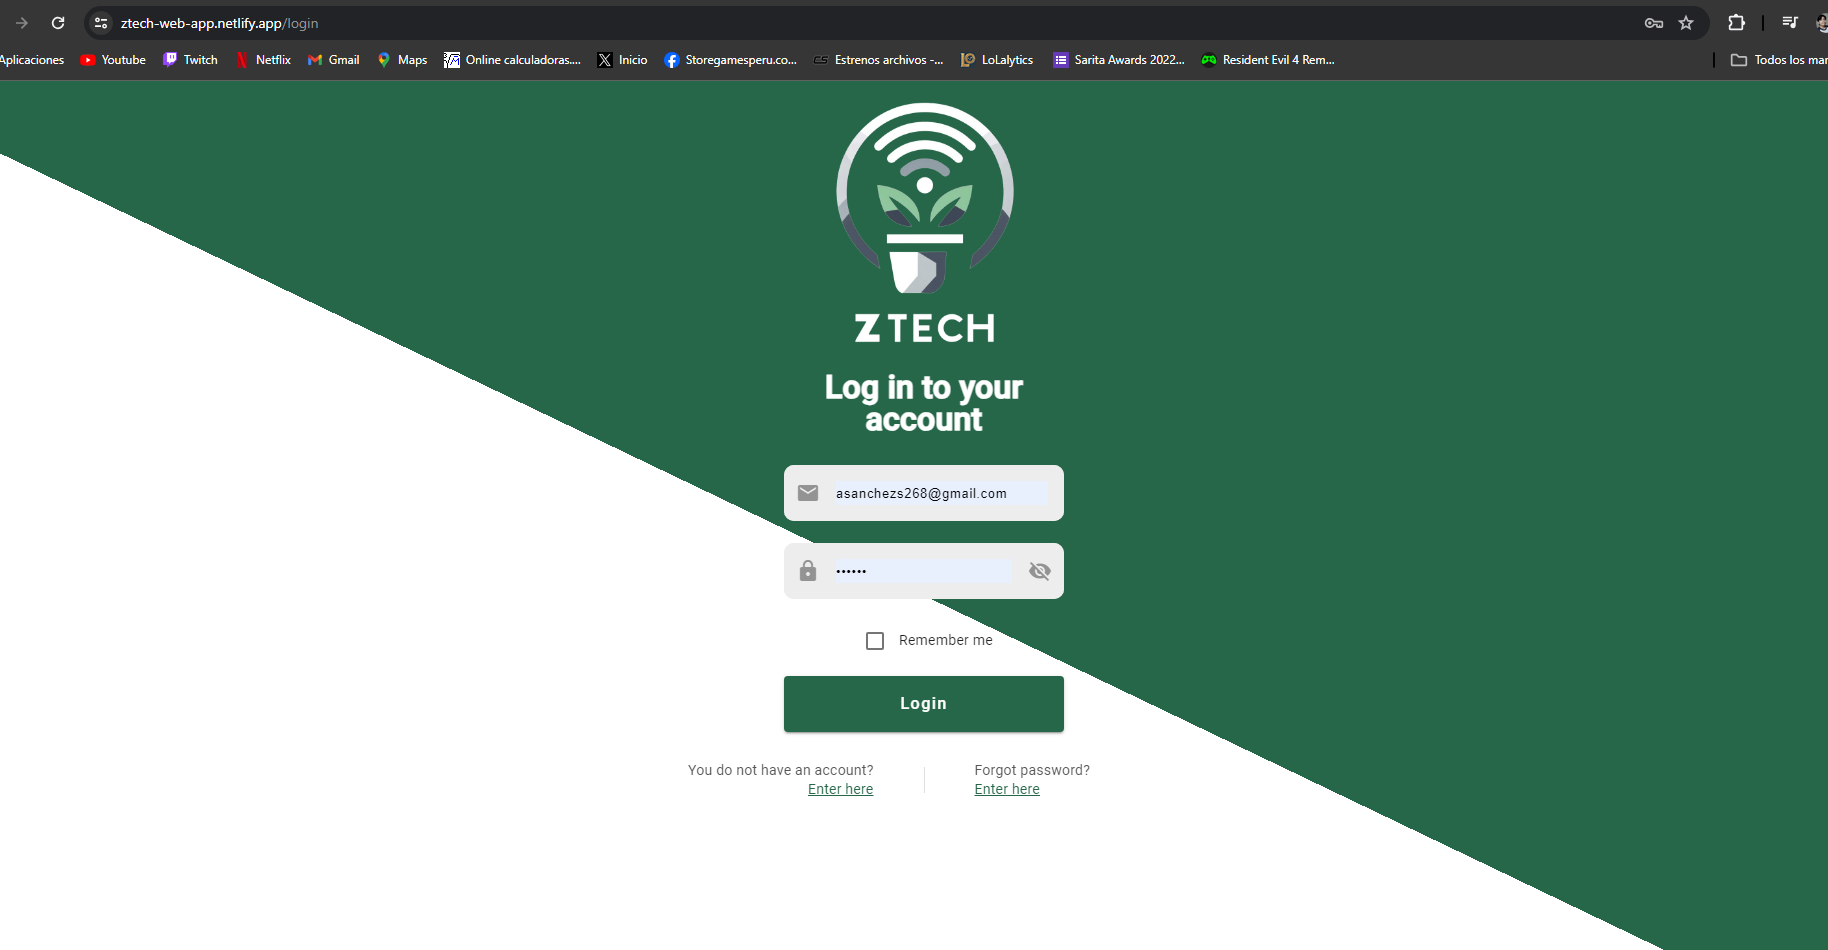 ztech-web-app.netlify.app/login
Aplicaciones Youtube Twitch Netflix Gmail Maps Online calculadoras.... Inicio Storegamesperu.co... Estrenos archivos -... LoLalytics Sarita Awards 2022... Resident Evil 4 Rem... Todos los mar
Z TECH
Log in to your
account
asanchezs268@gmail.com
••••••
Remember me
Login
You do not have an account?
Enter here
Forgot password?
Enter here